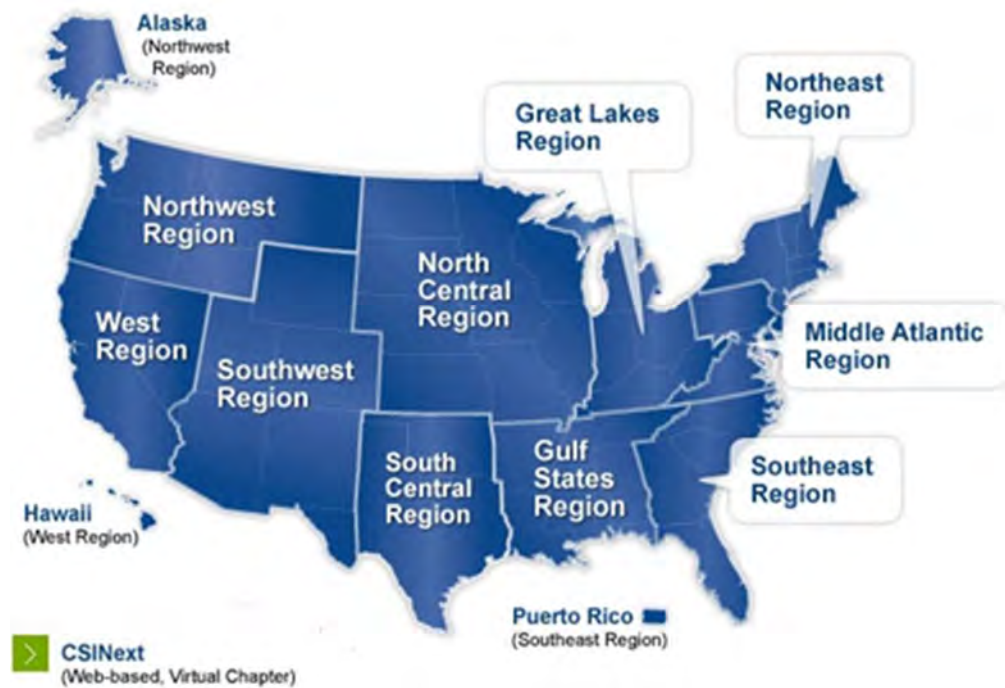 Alaska
(Northwest
Region)
Great Lakes
Region
Northeast
Region
Northwest
Region
North
Central
Region
West
Region
Middle Atlantic
Region
Southwest
Region
South
Central
Region
Gulf
States
Region
Southeast
Region
Hawaii
(West Region)
Puerto Rico
(Southeast Region)
CSINext
(Web-based, Virtual Chapter)